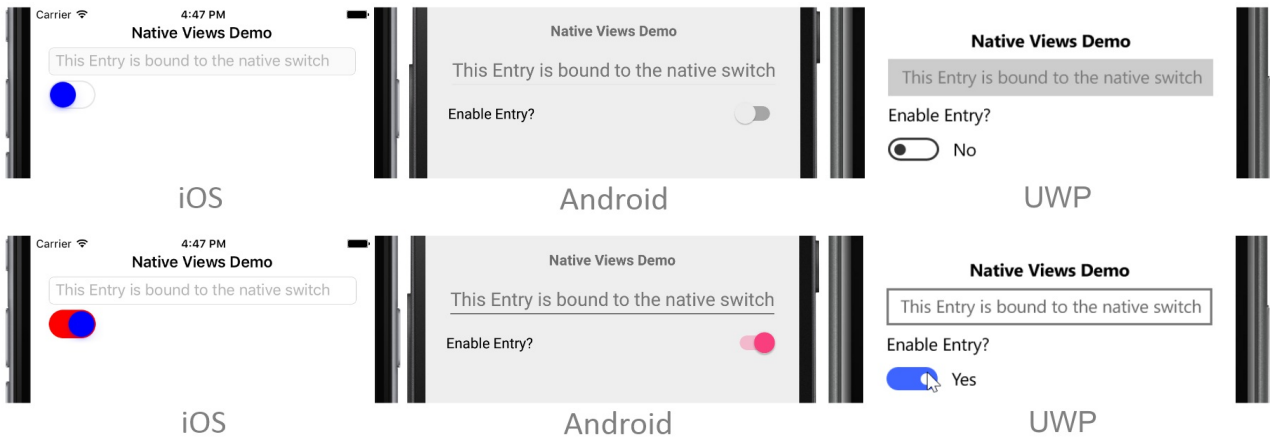 Carrier 4:47 PM
Native Views Demo
This Entry is bound to the native switch
iOS
Native Views Demo
This Entry is bound to the native switch
Enable Entry?
Android
Native Views Demo
This Entry is bound to the native switch
Enable Entry?
No
UWP
Carrier 4:47 PM
Native Views Demo
This Entry is bound to the native switch
iOS
Native Views Demo
This Entry is bound to the native switch
Enable Entry?
Android
Native Views Demo
This Entry is bound to the native switch
Enable Entry?
Yes
UWP